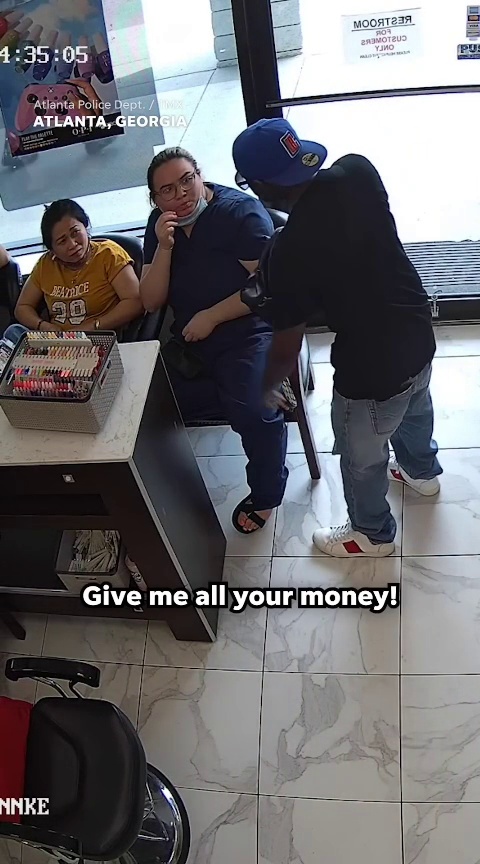 4:35:05
Atlanta Police Dept. / TMX
ATLANTA, GEORGIA
O·P·I
RESTROOM
FOR
CUSTOMERS
ONLY
BEATRICE
29
Give me all your money!
NNKE